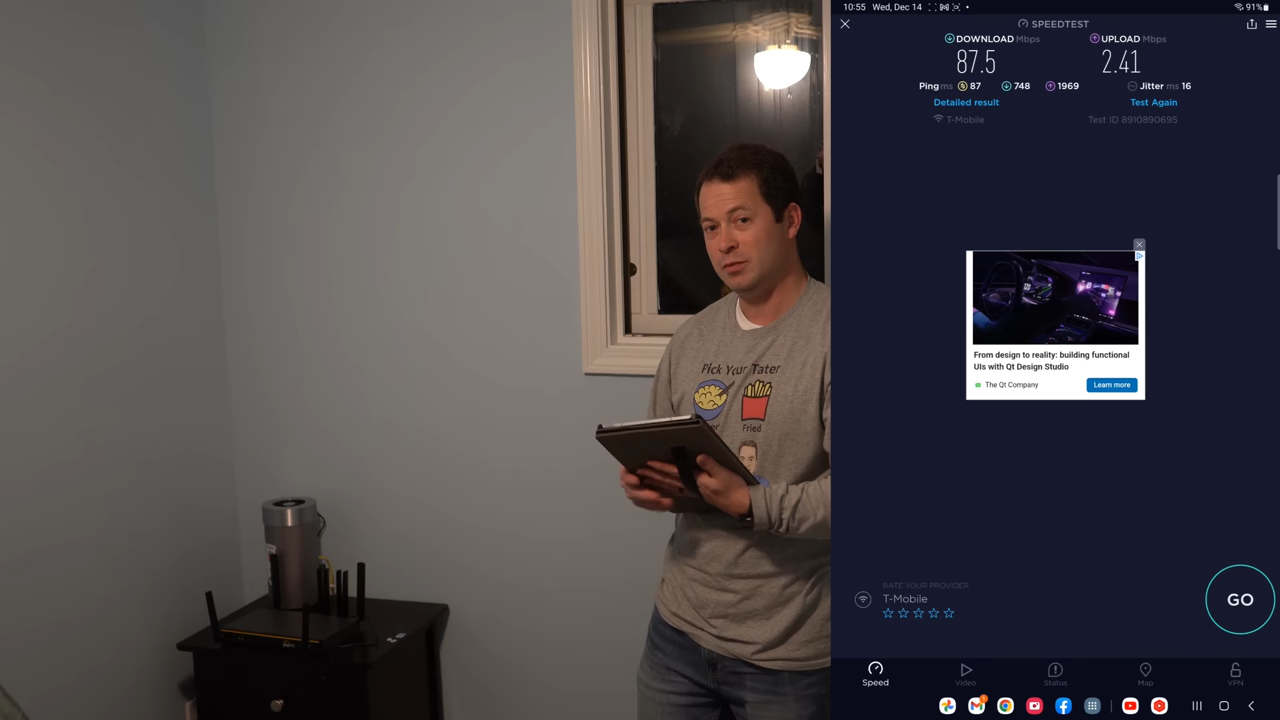 10:55 Wed, Dec 14
91%
SPEEDTEST
DOWNLOAD Mbps
87.5
UPLOAD Mbps
2.41
Ping ms 87 748 1969
Jitter ms 16
Detailed result
Test Again
T-Mobile
Test ID 8910890695
From design to reality: building functional
UIs with Qt Design Studio
The Qt Company
Learn more
RATE YOUR PROVIDER
T-Mobile
GO
Speed
Video
Status
Map
VPN
Pick Your Tater
Fried